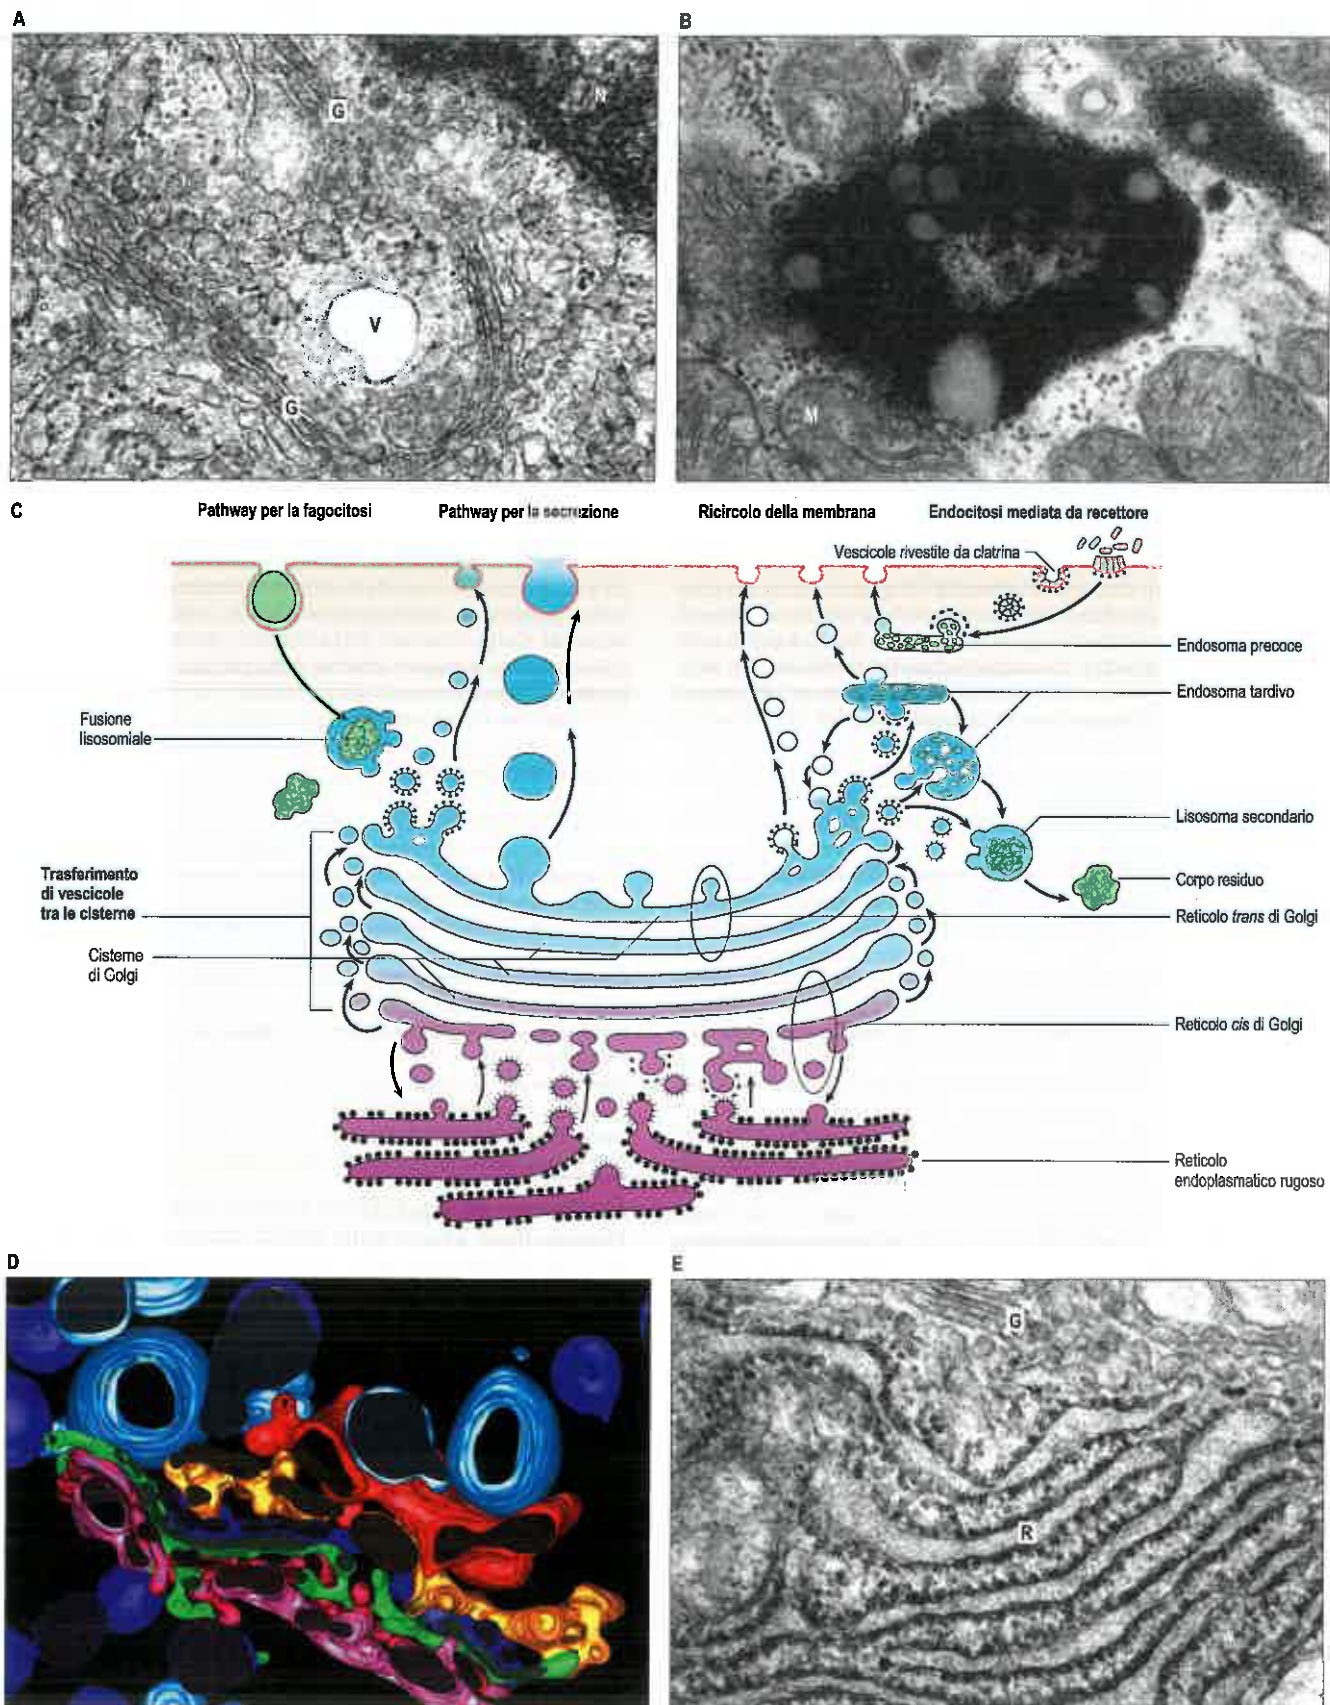 A
B
G
N
V
G
M
C
Pathway per la fagocitosi
Pathway per la secrezione
Ricircolo della membrana
Endocitosi mediata da recettore
Vescicole rivestite da clatrina
Endosoma precoce
Endosoma tardivo
Fusione
lisosomiale
Lisosoma secondario
Trasferimento
di vescicole
tra le cisterne
Corpo residuo
Reticolo trans di Golgi
Cisterne
di Golgi
Reticolo cis di Golgi
Reticolo
endoplasmatico rugoso
D
E
G
R